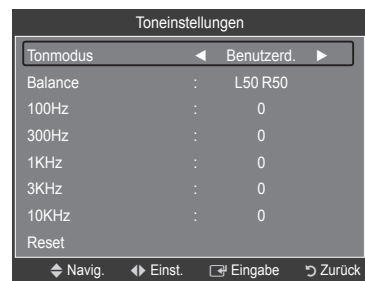 Toneinstellungen
Tonmodus ◄ Benutzerd. ►
Balance : L50 R50
100Hz : 0
300Hz : 0
1KHz : 0
3KHz : 0
10KHz : 0
Reset
Navig. Einst. Eingabe Zurück